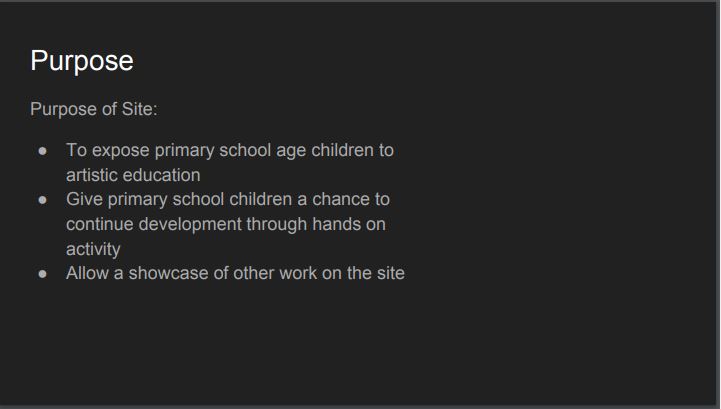 Purpose
Purpose of Site:
● To expose primary school age children to
artistic education
● Give primary school children a chance to
continue development through hands on
activity
● Allow a showcase of other work on the site